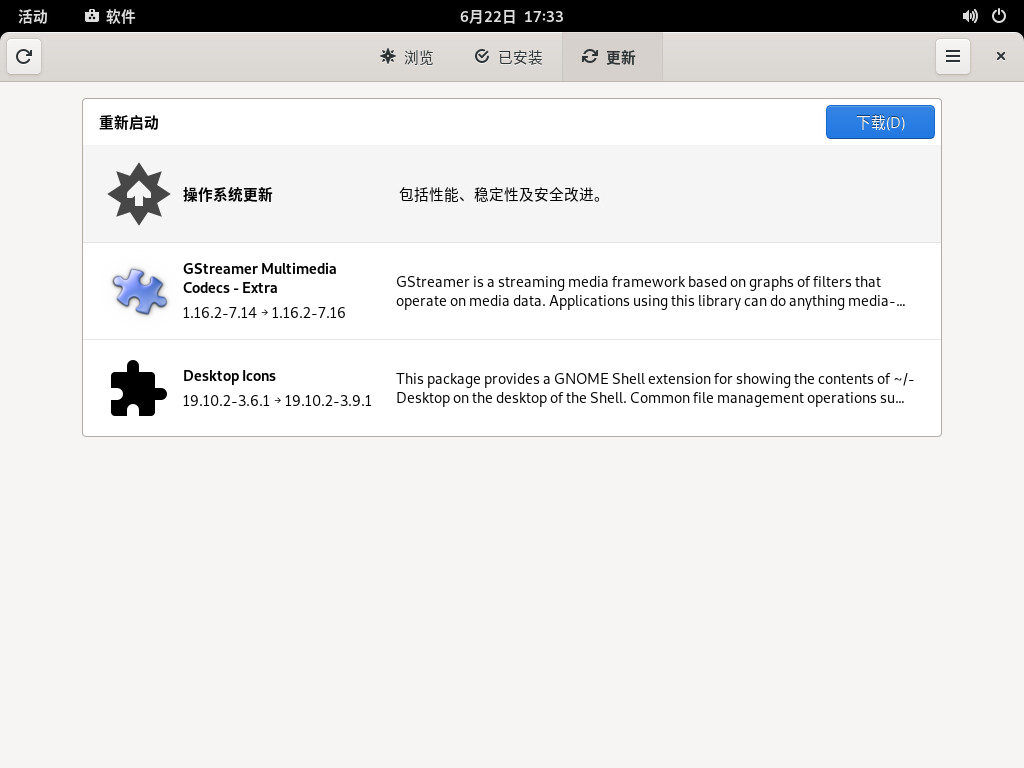 活动 软件 6月22日 17:33
浏览 已安装 更新
重新启动 下载(D)
操作系统更新 包括性能、稳定性及安全改进。
GStreamer Multimedia
Codecs - Extra
1.16.2-7.14 → 1.16.2-7.16
GStreamer is a streaming media framework based on graphs of filters that
operate on media data. Applications using this library can do anything media-…
Desktop Icons
19.10.2-3.6.1 → 19.10.2-3.9.1
This package provides a GNOME Shell extension for showing the contents of ~/-
Desktop on the desktop of the Shell. Common file management operations su…